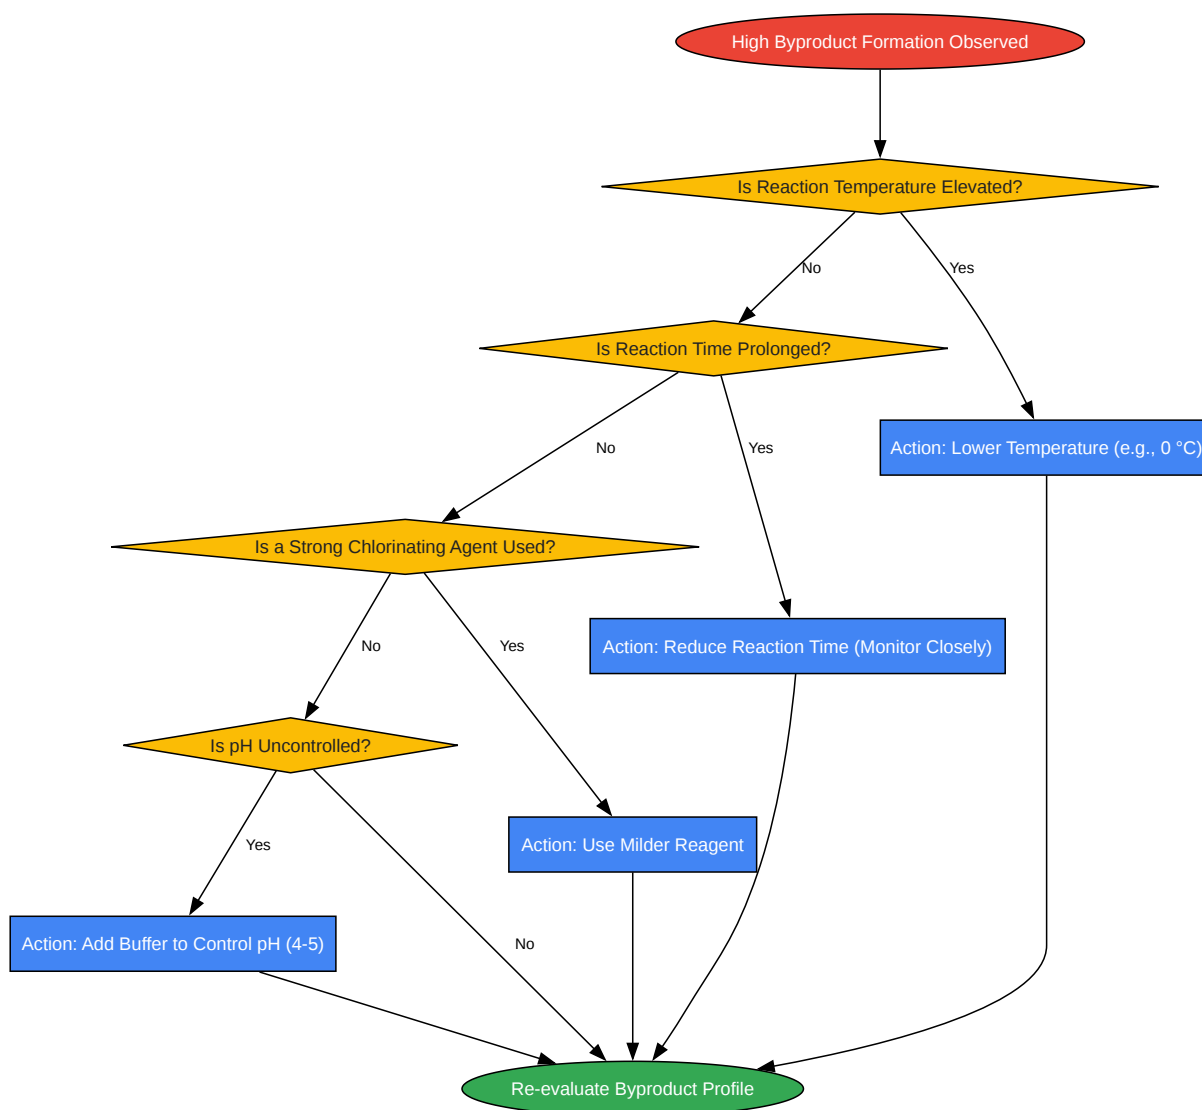 High Byproduct Formation Observed
Is Reaction Temperature Elevated?
No
Yes
Is Reaction Time Prolonged?
No
Yes
Action: Lower Temperature (e.g., 0 °C)
Is a Strong Chlorinating Agent Used?
No
Yes
Action: Reduce Reaction Time (Monitor Closely)
Is pH Uncontrolled?
Yes
Action: Use Milder Reagent
No
Action: Add Buffer to Control pH (4-5)
Re-evaluate Byproduct Profile